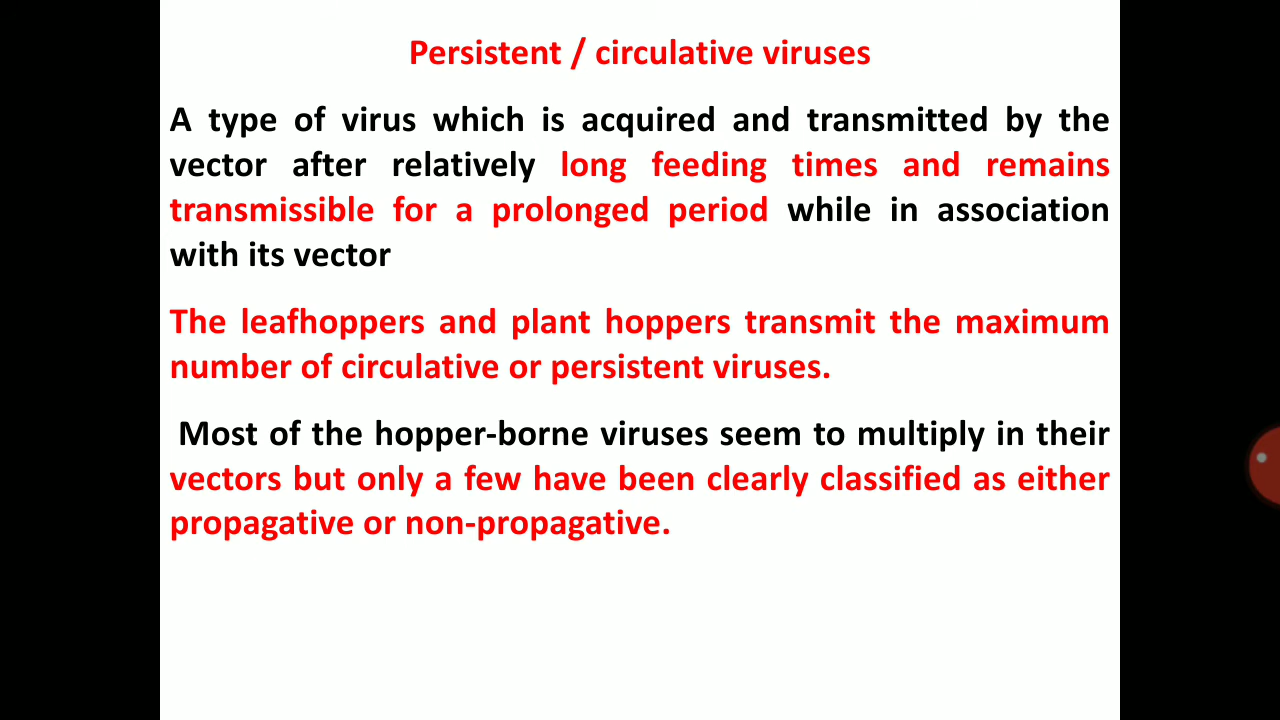 Persistent / circulative viruses
A type of virus which is acquired and transmitted by the
vector after relatively long feeding times and remains
transmissible for a prolonged period while in association
with its vector
The leafhoppers and plant hoppers transmit the maximum
number of circulative or persistent viruses.
Most of the hopper-borne viruses seem to multiply in their
vectors but only a few have been clearly classified as either
propagative or non-propagative.